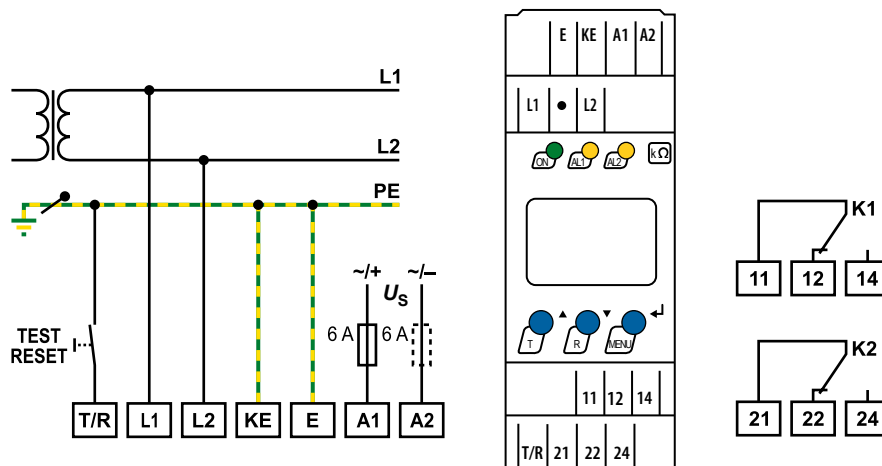 L1
L2
PE
~/+ ~/–
US
6 A 6 A
TEST
RESET
T/R L1 L2 KE E A1 A2
E KE A1 A2
L1 • L2
ON AL1 AL2 kΩ
T R MENU
11 12 14
T/R 21 22 24
K1
11 12 14
K2
21 22 24